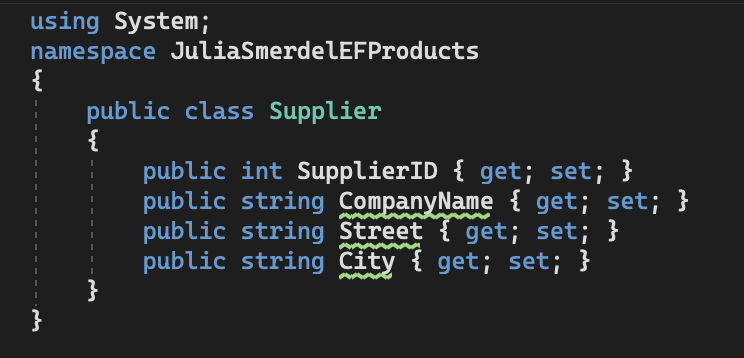 using System;
namespace JuliaSmerdelEFProducts
{
public class Supplier
{
public int SupplierID { get; set; }
public string CompanyName { get; set; }
public string Street { get; set; }
public string City { get; set; }
}
}